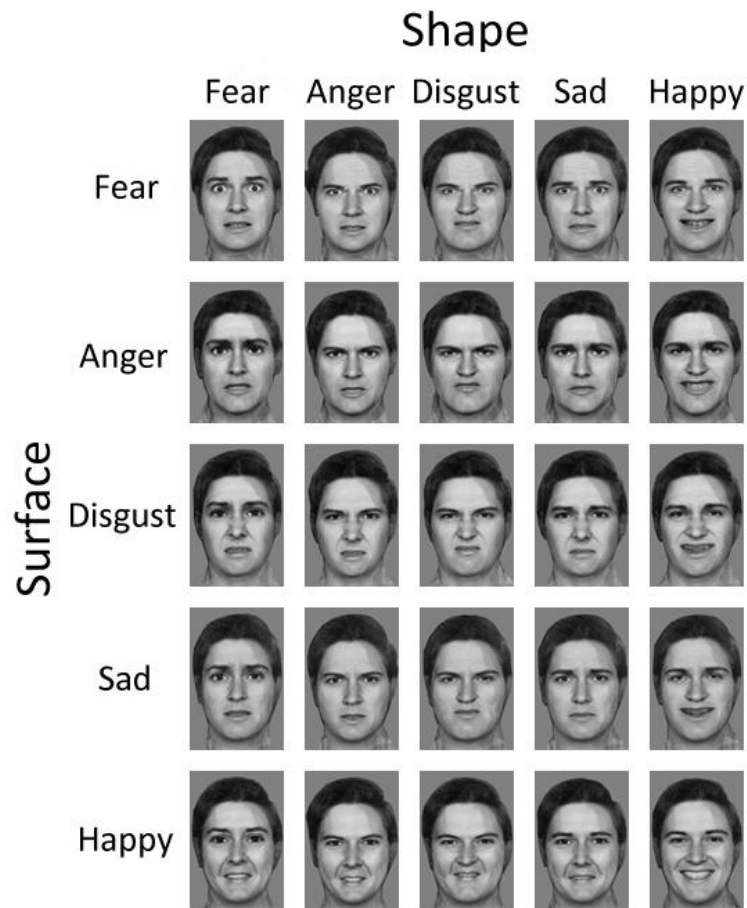 Shape
Fear Anger Disgust Sad Happy
Fear
Anger
Surface
Disgust
Sad
Happy